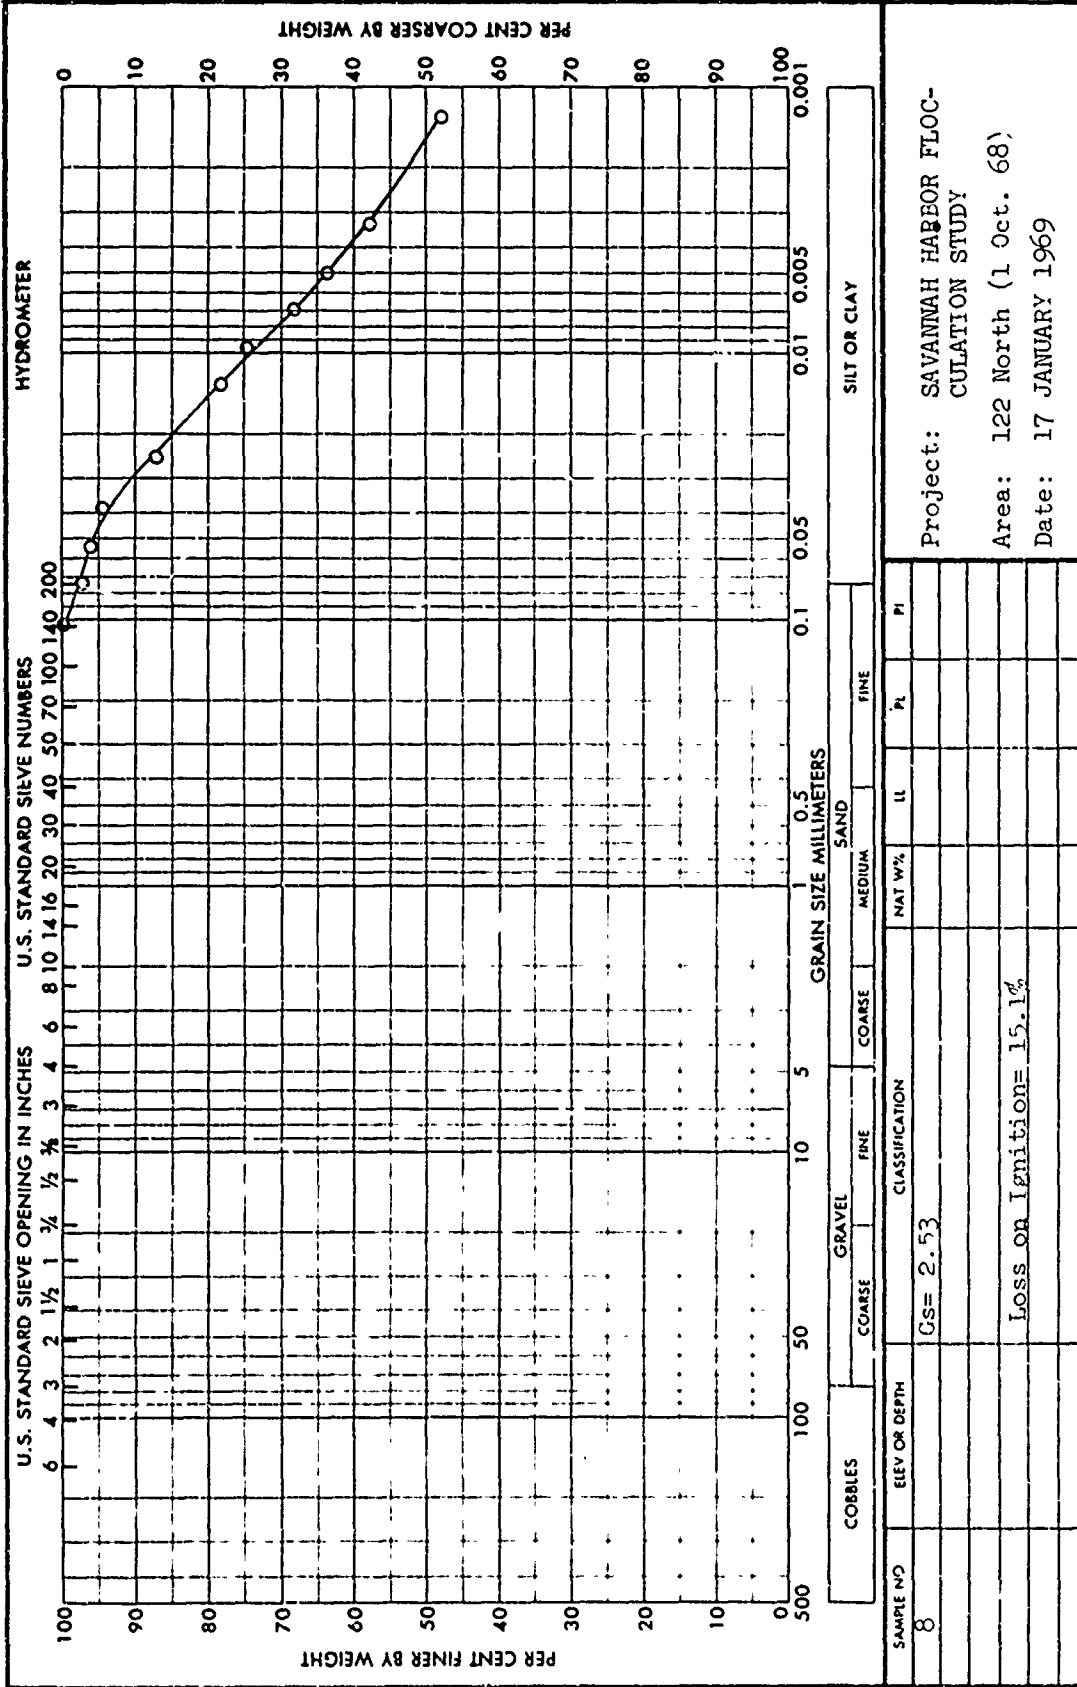 U.S. STANDARD SIEVE OPENING IN INCHES
U.S. STANDARD SIEVE NUMBERS
HYDROMETER
6 4 3 2 1½ 1 ¾ ½ ⅜ 3 4 6 8 10 14 16 20 30 40 50 70 100 140 200
PER CENT FINER BY WEIGHT
100
90
80
70
60
50
40
30
20
10
0
PER CENT COARSER BY WEIGHT
0
10
20
30
40
50
60
70
80
90
100
500 100 50 10 5 1 0.5 0.1 0.05 0.01 0.005 0.001
GRAIN SIZE MILLIMETERS
COBBLES GRAVEL SAND SILT OR CLAY
COARSE FINE COARSE MEDIUM FINE
SAMPLE NO ELEV OR DEPTH CLASSIFICATION NAT W% LL PL PI
8 Gs= 2.53
Loss on Ignition= 15.1%
Project: SAVANNAH HARBOR FLOC-
CULATION STUDY
Area: 122 North (1 Oct. 68)
Date: 17 JANUARY 1969